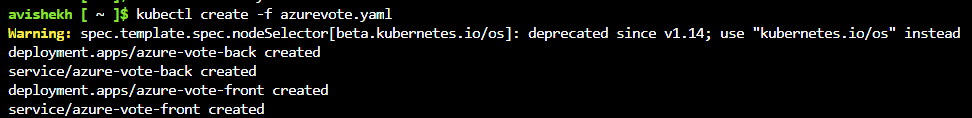 avishekh [ ~ ]$ kubectl create -f azurevote.yaml
Warning: spec.template.spec.nodeSelector[beta.kubernetes.io/os]: deprecated since v1.14; use "kubernetes.io/os" instead
deployment.apps/azure-vote-back created
service/azure-vote-back created
deployment.apps/azure-vote-front created
service/azure-vote-front created